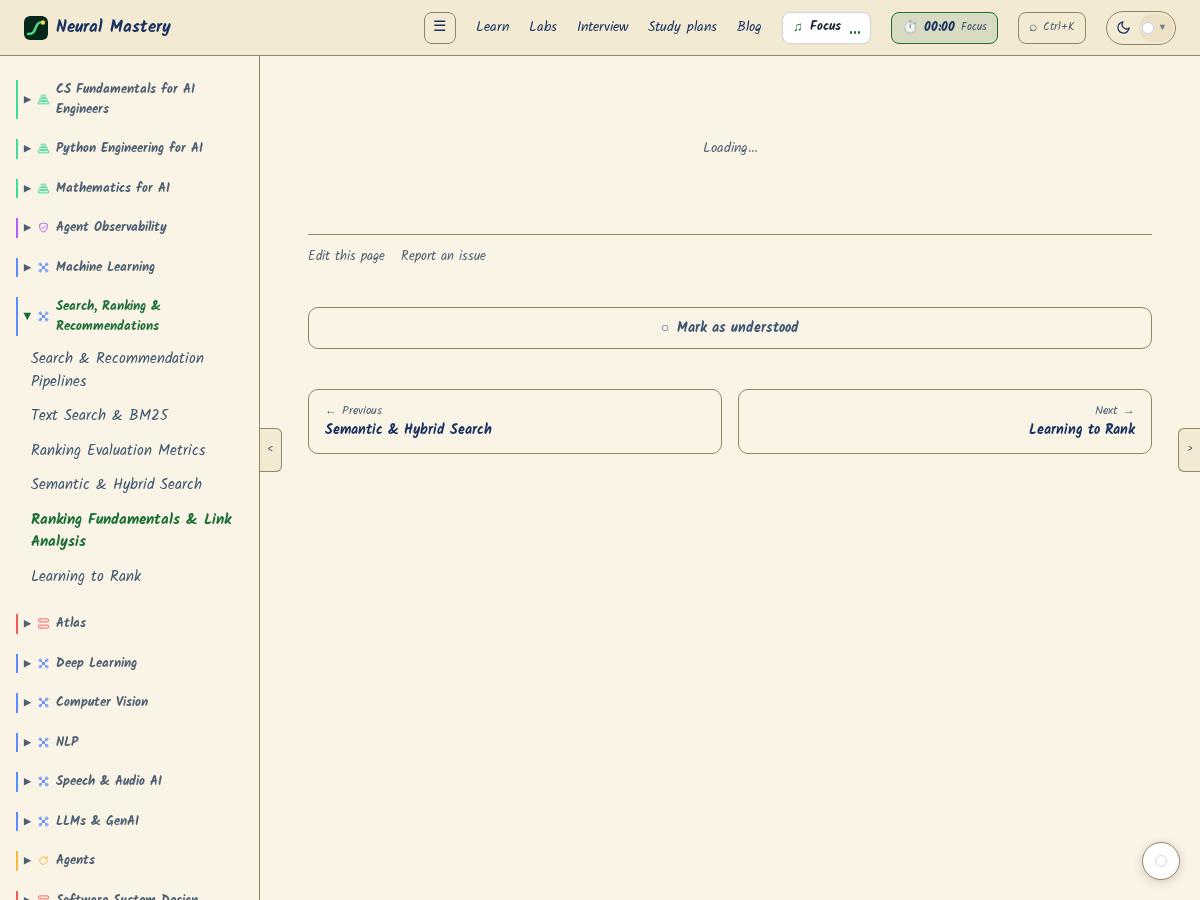 Neural Mastery
☰
Learn
Labs
Interview
Study plans
Blog
♫ Focus ...
⏱ 00:00 Focus
⌕ Ctrl+K
▾
▶ CS Fundamentals for AI
Engineers
▶ Python Engineering for AI
▶ Mathematics for AI
▶ Agent Observability
▶ Machine Learning
▼ Search, Ranking &
Recommendations
Search & Recommendation
Pipelines
Text Search & BM25
Ranking Evaluation Metrics
Semantic & Hybrid Search
Ranking Fundamentals & Link
Analysis
Learning to Rank
▶ Atlas
▶ Deep Learning
▶ Computer Vision
▶ NLP
▶ Speech & Audio AI
▶ LLMs & GenAI
▶ Agents
▶ Software System Design
<
Loading...
Edit this page
Report an issue
○ Mark as understood
← Previous
Semantic & Hybrid Search
Next →
Learning to Rank
>